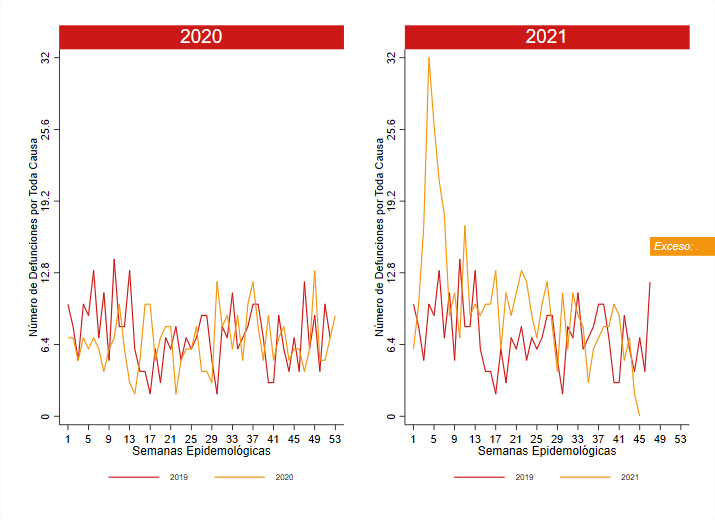 2020
Número de Defunciones por Toda Causa
32
25.6
19.2
12.8
6.4
0
1 5 9 13 17 21 25 29 33 37 41 45 49 53
Semanas Epidemiológicas
2019 2020
2021
Número de Defunciones por Toda Causa
32
25.6
19.2
12.8
6.4
0
Exceso: .
1 5 9 13 17 21 25 29 33 37 41 45 49 53
Semanas Epidemiológicas
2019 2021